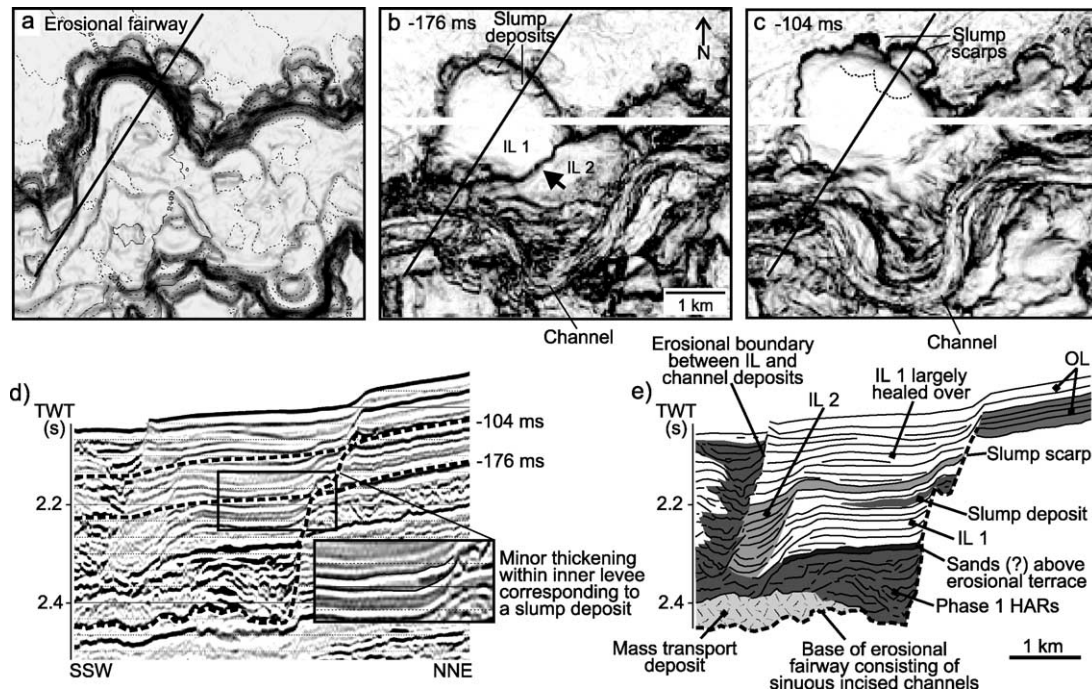 a Erosional fairway
b -176 ms
Slump
deposits
N
IL 1
IL 2
1 km
Channel
c -104 ms
Slump
scarps
Channel
d)
TWT
(s)
2.2
2.4
-104 ms
-176 ms
Minor thickening
within inner levee
corresponding to
a slump deposit
SSW
NNE
e)
TWT
(s)
2.2
2.4
Erosional boundary
between IL and
channel deposits
IL 2
IL 1 largely
healed over
OL
Slump scarp
Slump deposit
IL 1
Sands (?) above
erosional terrace
Phase 1 HARs
Mass transport
deposit
Base of erosional
fairway consisting of
sinuous incised channels
1 km